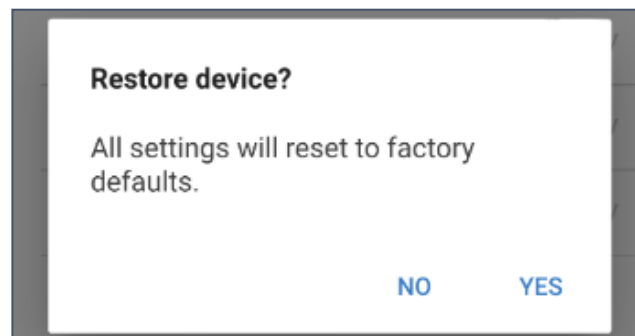 Restore device?
All settings will reset to factory
defaults.
NO YES